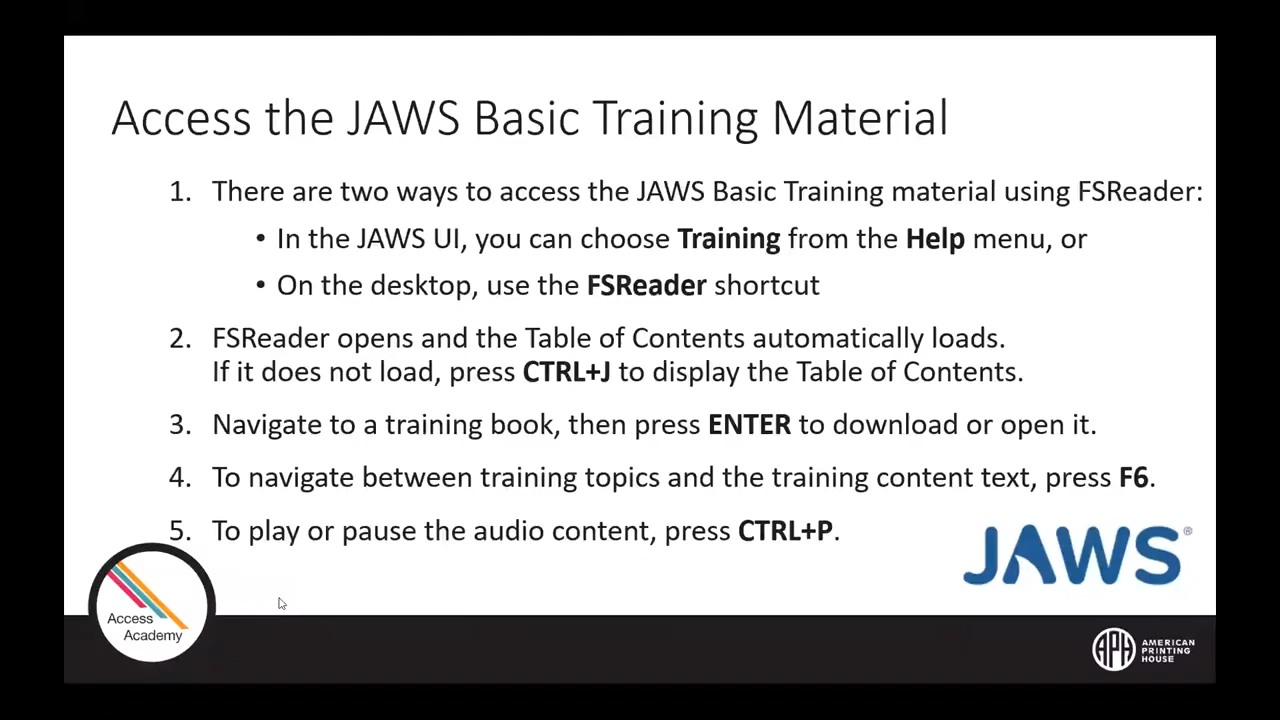 Access the JAWS Basic Training Material
1. There are two ways to access the JAWS Basic Training material using FSReader:
• In the JAWS UI, you can choose Training from the Help menu, or
• On the desktop, use the FSReader shortcut
2. FSReader opens and the Table of Contents automatically loads.
If it does not load, press CTRL+J to display the Table of Contents.
3. Navigate to a training book, then press ENTER to download or open it.
4. To navigate between training topics and the training content text, press F6.
5. To play or pause the audio content, press CTRL+P.
JAWS®
Access
Academy
APH
AMERICAN
PRINTING
HOUSE